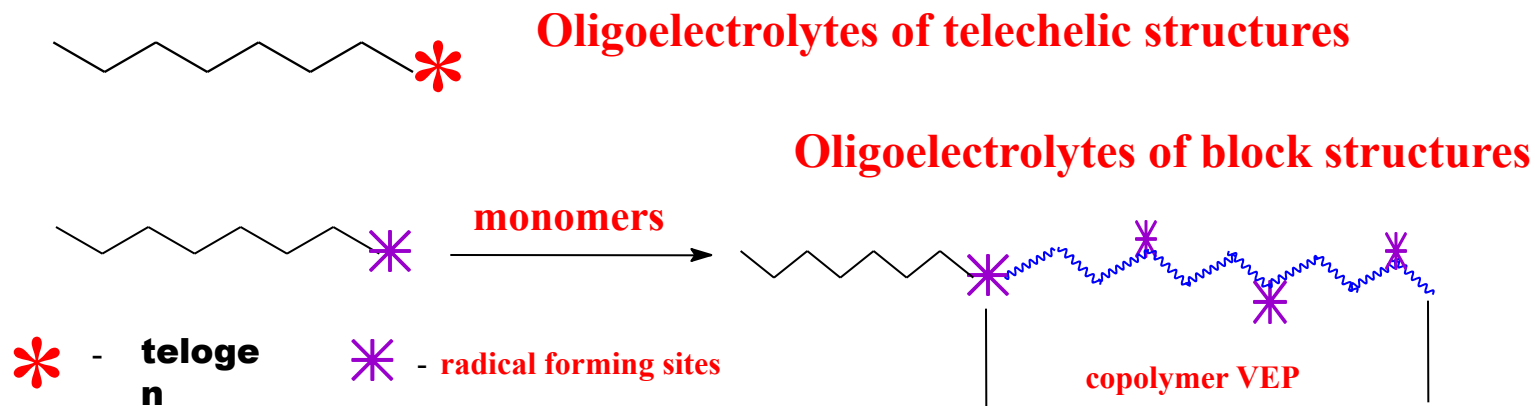 Oligoelectrolytes of telechelic structures
Oligoelectrolytes of block structures
monomers
- teloge
n
- radical forming sites
copolymer VEP